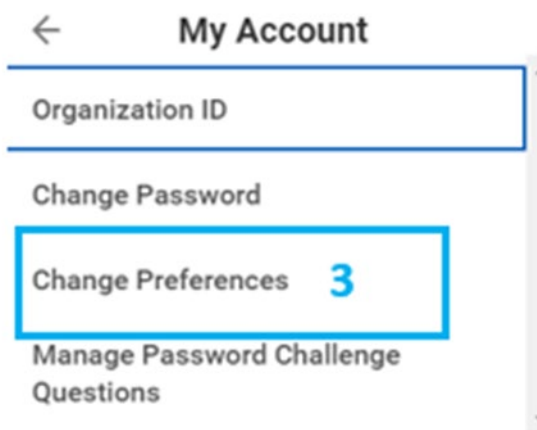 My Account
Organization ID
Change Password
Change Preferences 3
Manage Password Challenge
Questions